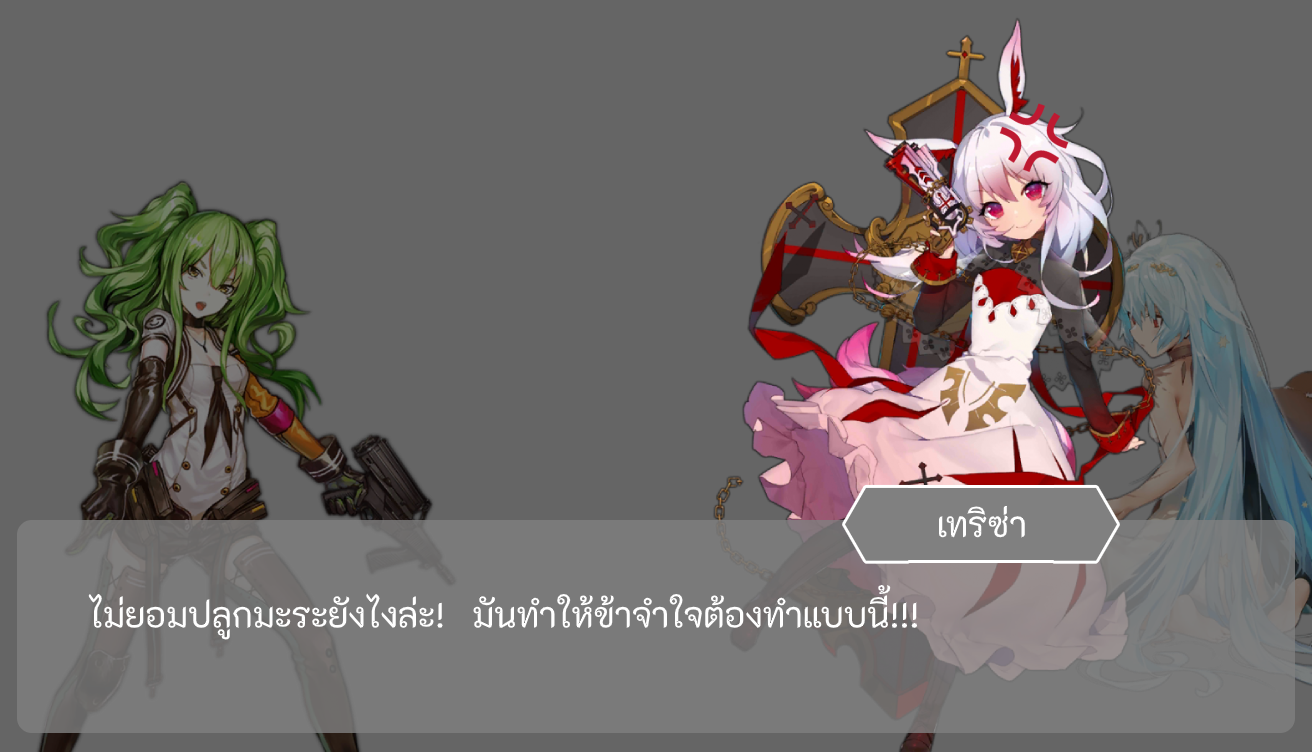 เทริซ่า
ไม่ยอมปลูกมะระยังไงล่ะ! มันทำให้ข้าจำใจต้องทำแบบนี้!!!